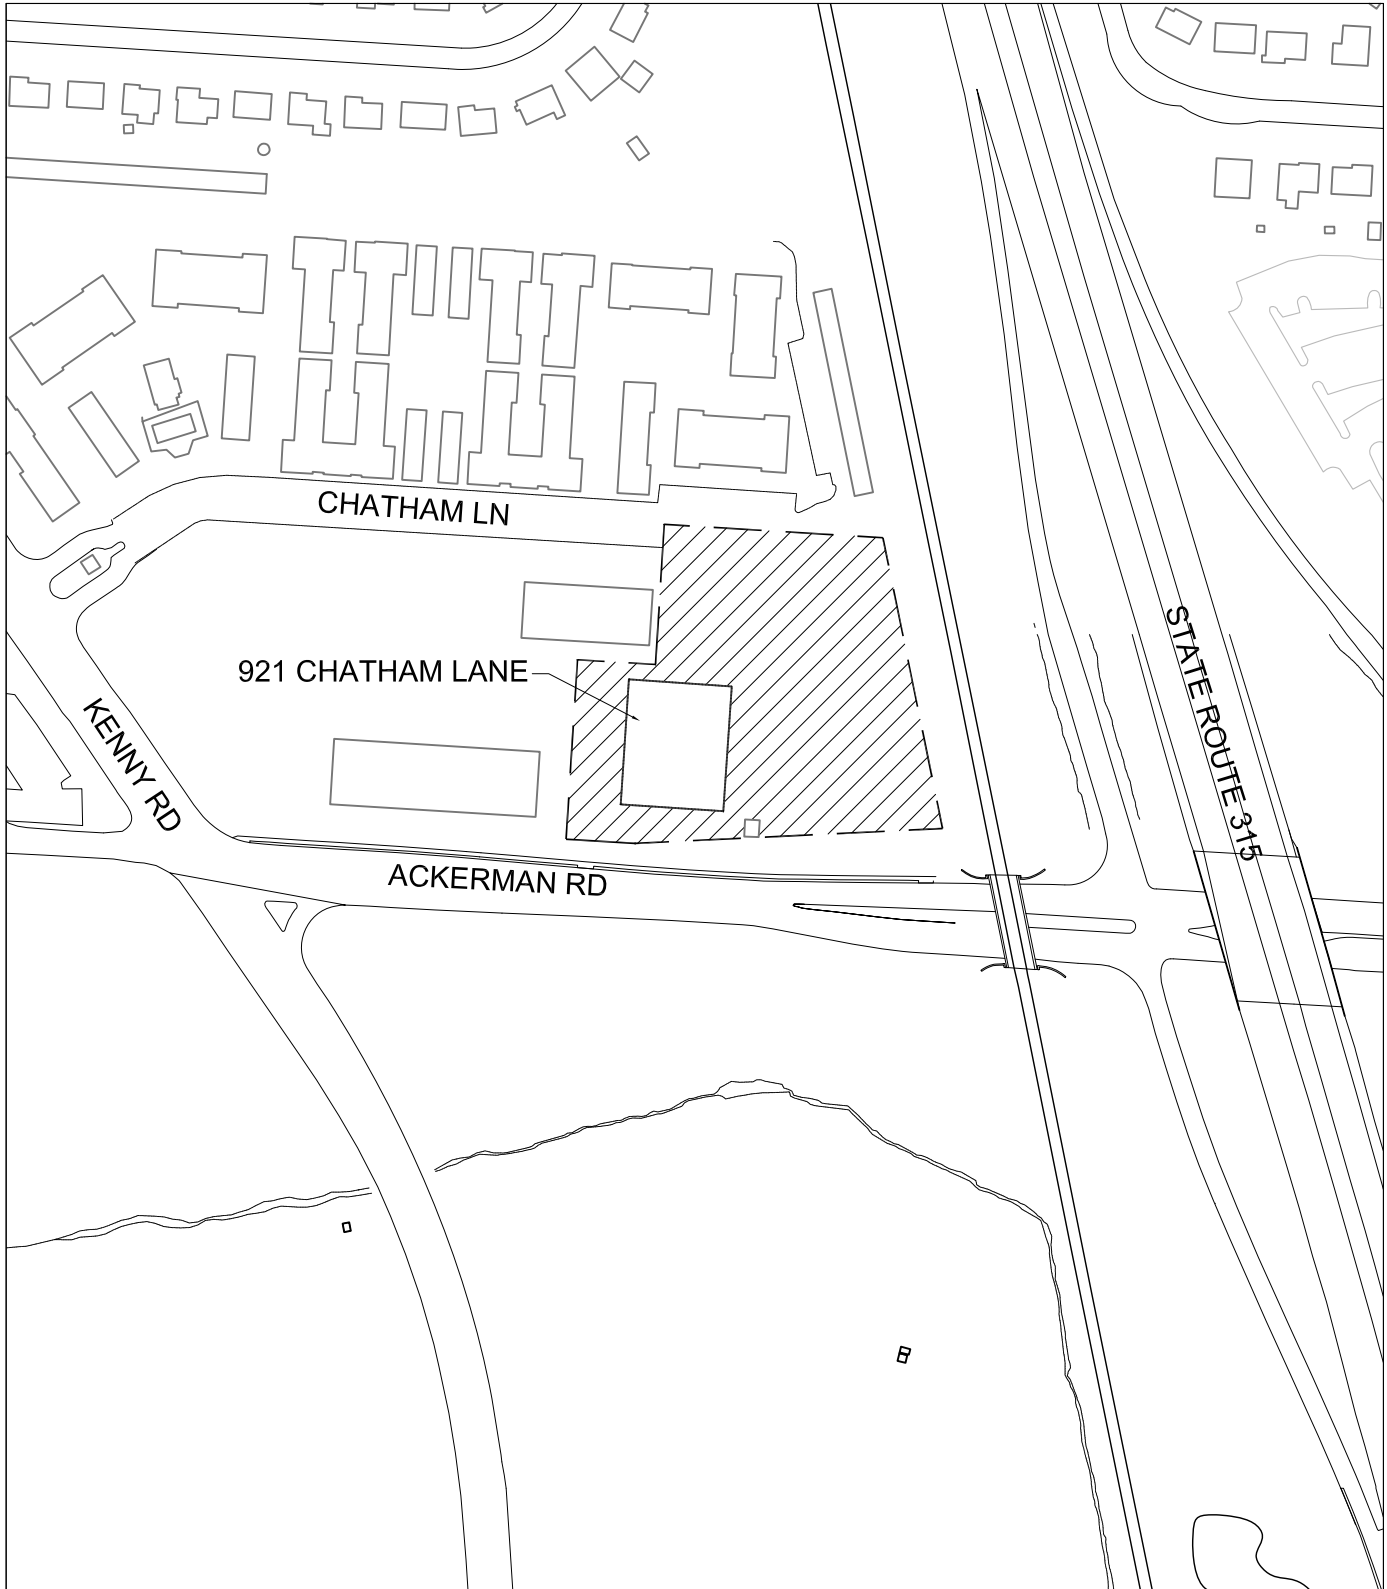 CHATHAM LN
STATE ROUTE 315
921 CHATHAM LANE
KENNY RD
ACKERMAN RD